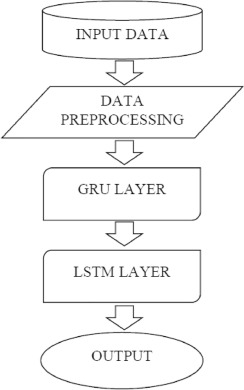 INPUT DATA
DATA
PREPROCESSING
GRU LAYER
LSTM LAYER
OUTPUT